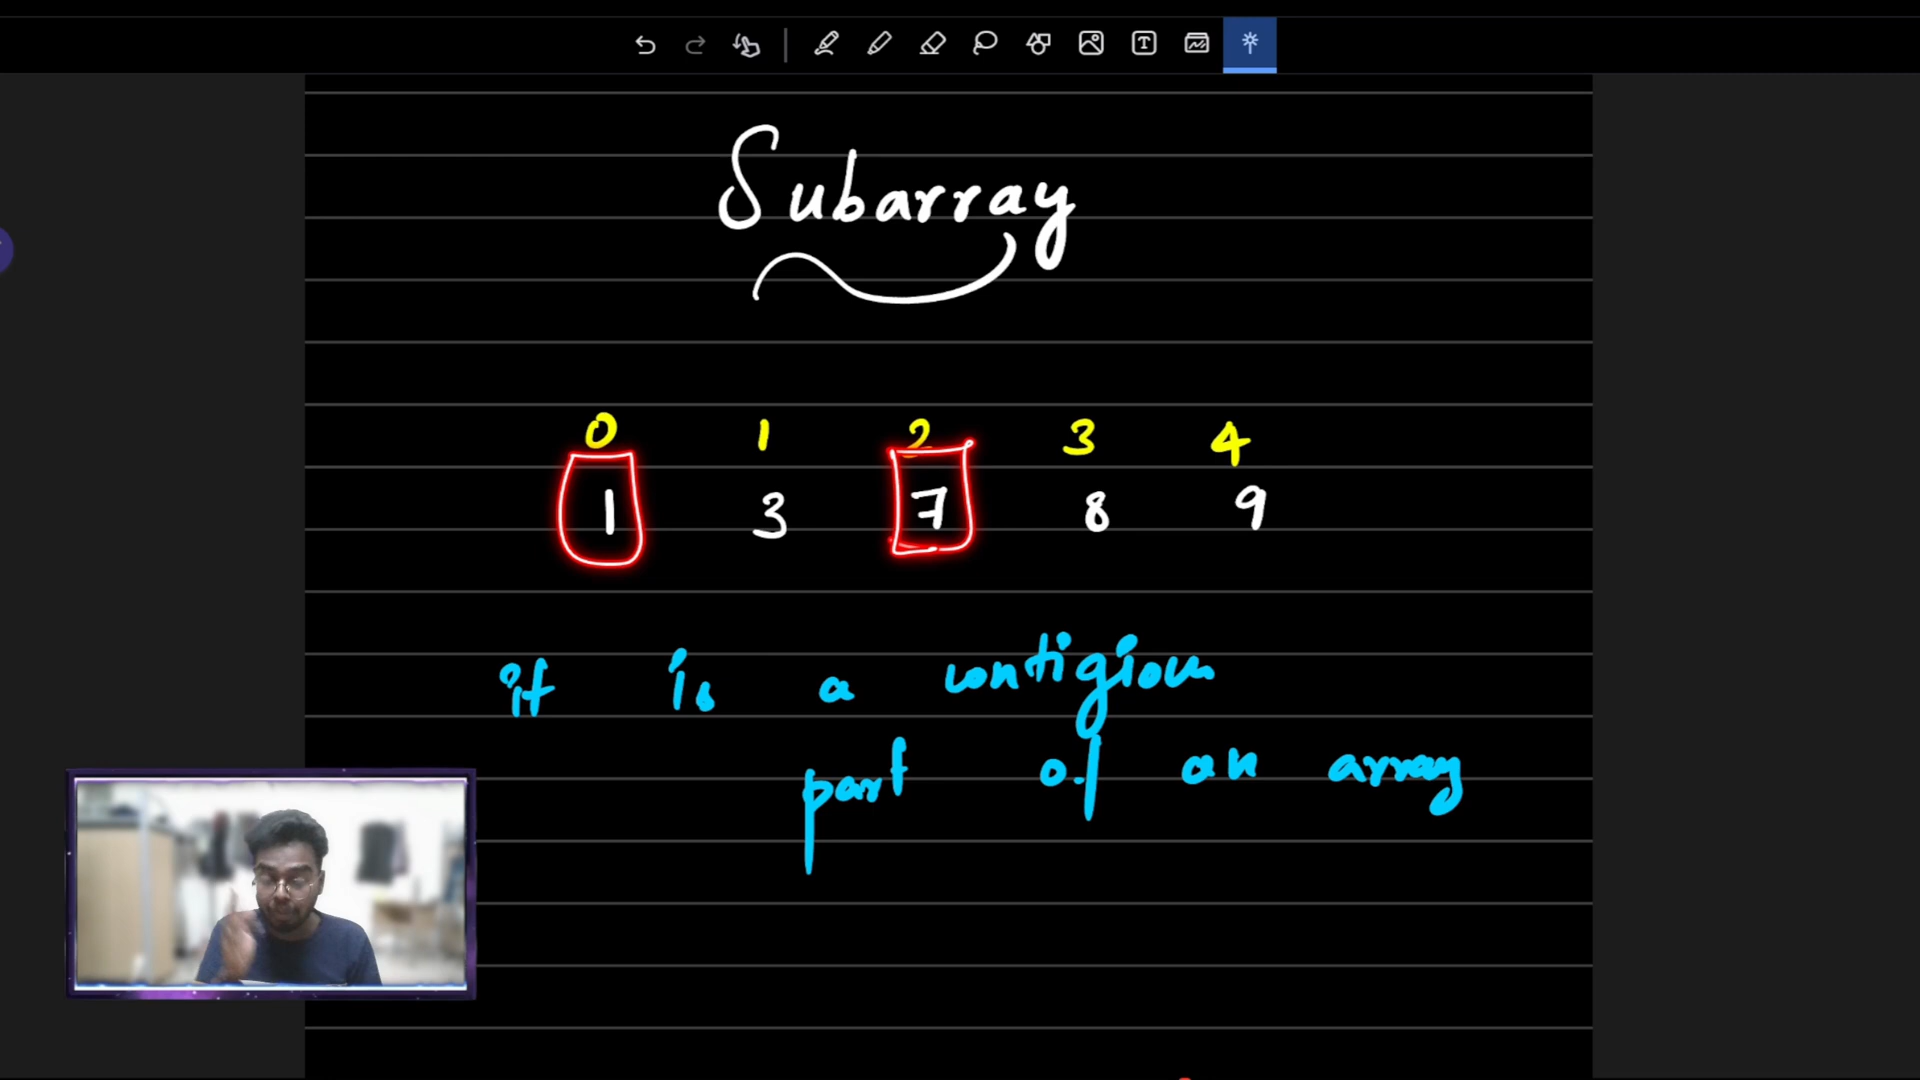 Subarray
0 1 2 3 4
1 3 7 8 9
it is a contigious
part of an array